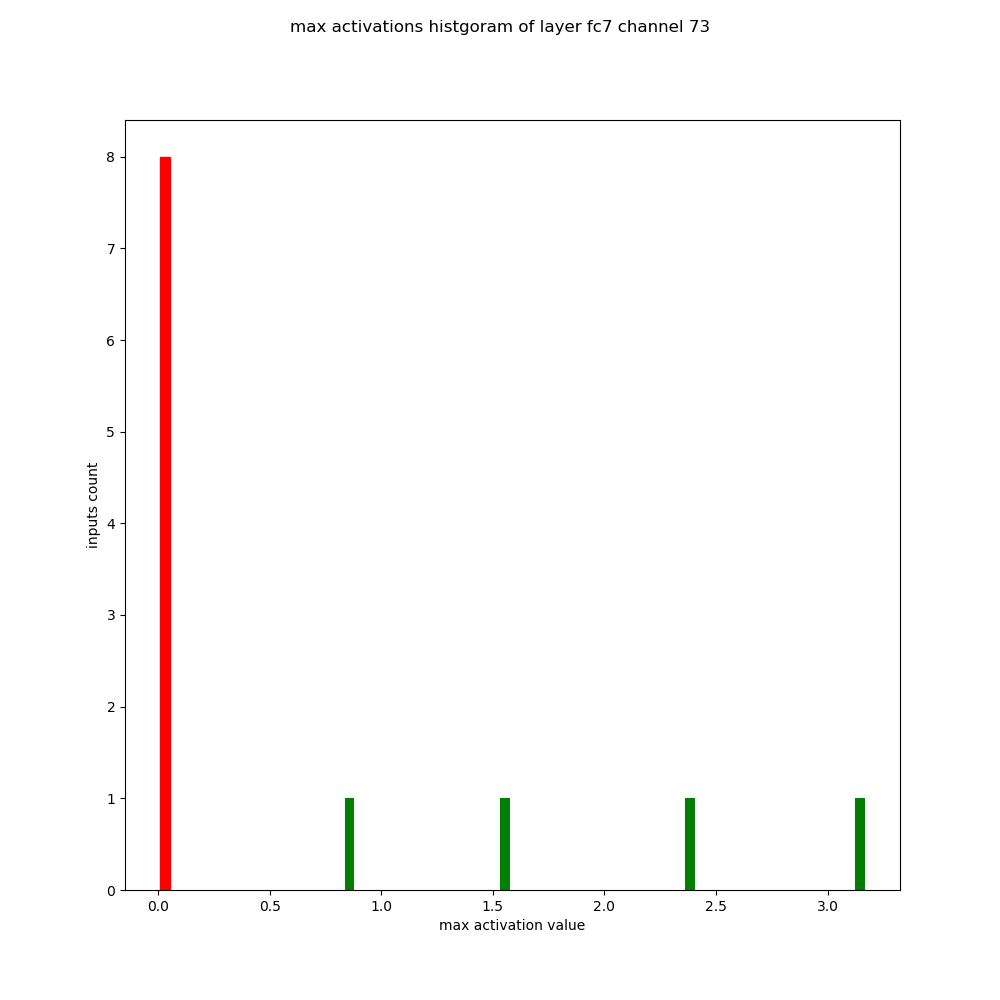 max activations histgoram of layer fc7 channel 73
8
7
6
5
4
3
2
1
0
inputs count
0.0 0.5 1.0 1.5 2.0 2.5 3.0
max activation value